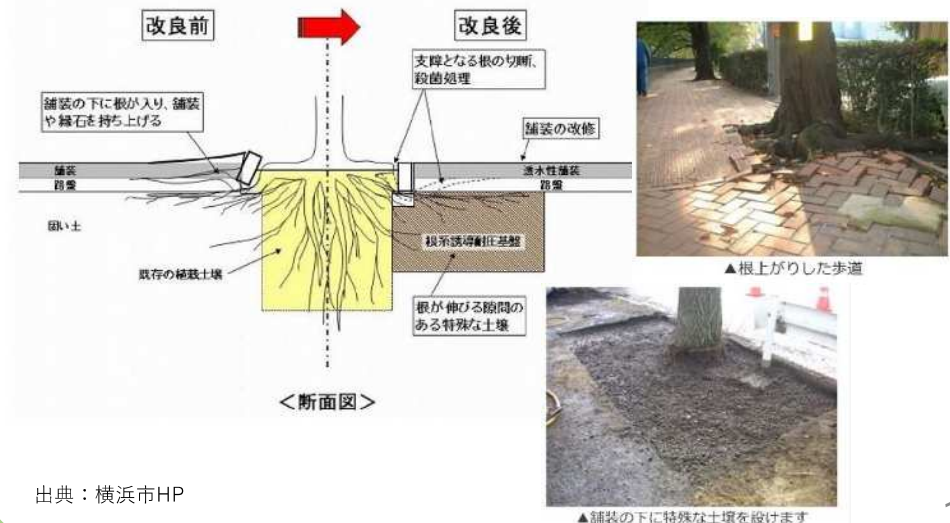 改良前
改良後
支障となる根の切断、
殺菌処理
舗装の下に根が入り、舗装
や縁石を持ち上げる
舗装の改修
舗装
路盤
透水性舗装
路盤
固い土
根系誘導耐圧基盤
既存の植栽土壌
根が伸びる隙間の
ある特殊な土壌
＜断面図＞
▲根上がりした歩道
▲舗装の下に特殊な土壌を設けます
出典：横浜市HP